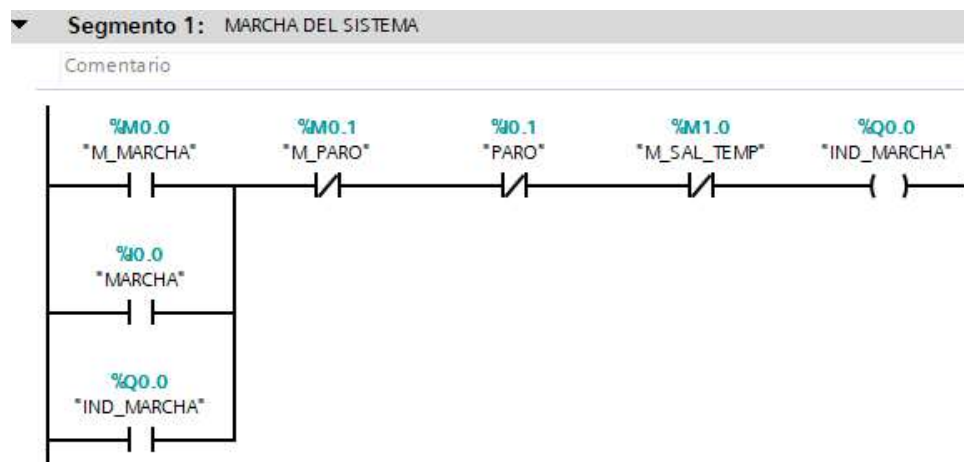 Segmento 1: MARCHA DEL SISTEMA
Comentario
%M0.0 %M0.1 %I0.1 %M1.0 %Q0.0
"M_MARCHA" "M_PARO" "PARO" "M_SAL_TEMP" "IND_MARCHA"
%I0.0
"MARCHA"
%Q0.0
"IND_MARCHA"